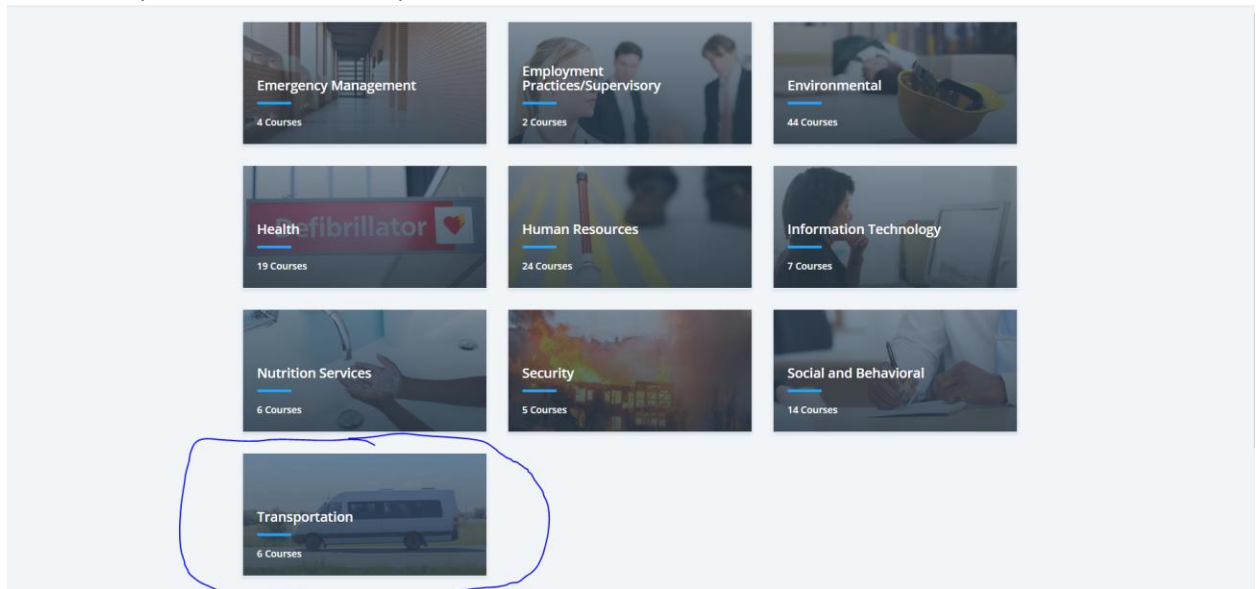 Emergency Management
4 Courses
Employment
Practices/Supervisory
2 Courses
Environmental
44 Courses
Defibrillator
Health
19 Courses
Human Resources
24 Courses
Information Technology
7 Courses
Nutrition Services
6 Courses
Security
5 Courses
Social and Behavioral
14 Courses
Transportation
6 Courses